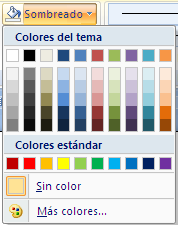 Sombreado
Colores del tema
Colores estándar
Sin color
Más colores...